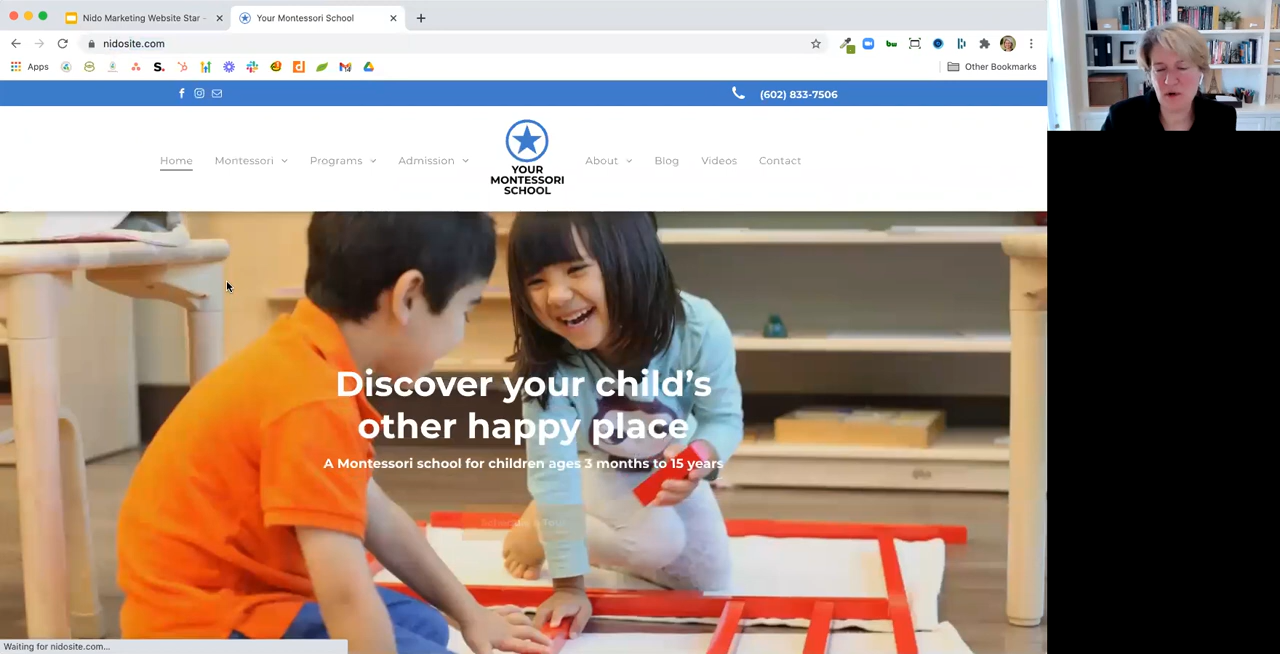 Nido Marketing Website Star -
Your Montessori School
nidosite.com
Apps
S.
Other Bookmarks
(602) 833-7506
Home
Montessori
Programs
Admission
YOUR
MONTESSORI
SCHOOL
About
Blog
Videos
Contact
Discover your child's
other happy place
A Montessori school for children ages 3 months to 15 years
Schedule a Tour
Waiting for nidosite.com...